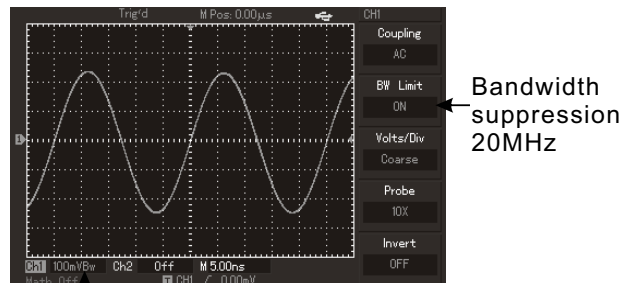 Trig'd M Pos: 0.00μs CH1
Coupling
AC
BW Limit
ON
Volts/Div
Coarse
Probe
10X
Invert
OFF
1
Ch1 100mVBw Ch2 Off M 5.00ns
Math Off T CH1 / 0.00mV
Bandwidth
suppression
20MHz